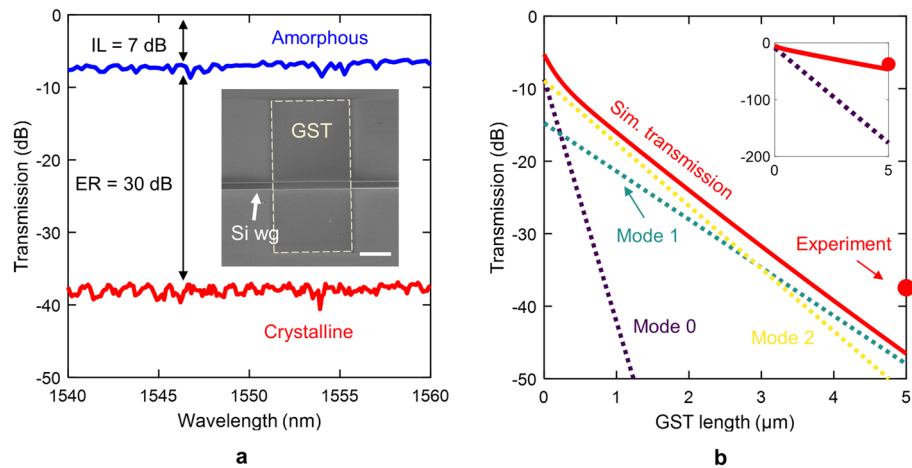 0
-10
-20
-30
-40
-50
Transmission (dB)
IL = 7 dB
Amorphous
ER = 30 dB
GST
Si wg
Crystalline
1540
1545
1550
1555
1560
Wavelength (nm)
a
0
-10
-20
-30
-40
-50
Transmission (dB)
Sim. transmission
Mode 1
Mode 0
Mode 2
Experiment
0
-100
-200
0
5
0
1
2
3
4
5
GST length (µm)
b